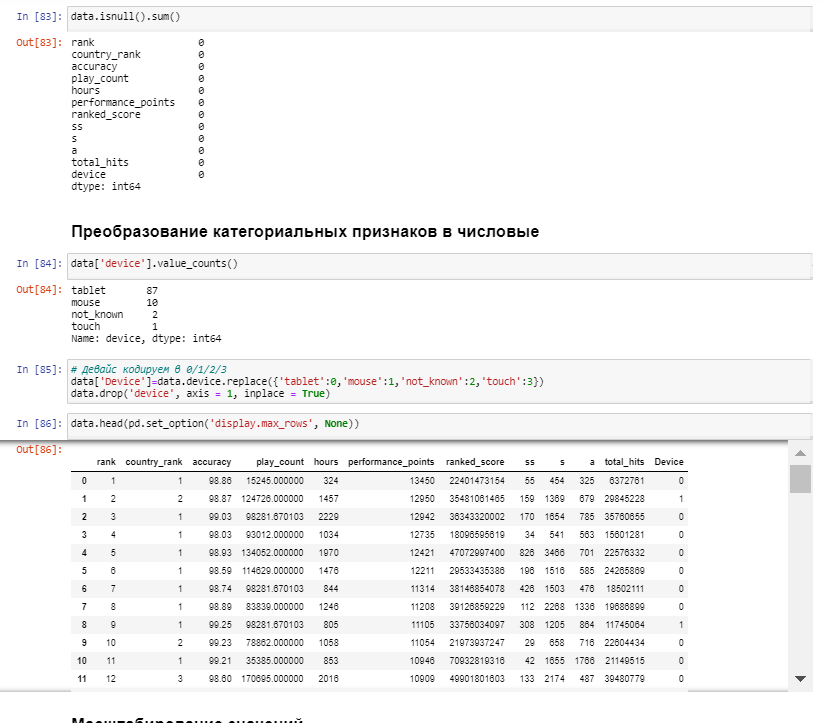 In [83]: data.isnull().sum()
Out[83]: rank 0
country_rank 0
accuracy 0
play_count 0
hours 0
performance_points 0
ranked_score 0
ss 0
s 0
a 0
total_hits 0
device 0
dtype: int64
Преобразование категориальных признаков в числовые
In [84]: data['device'].value_counts()
Out[84]: tablet 87
mouse 10
not_known 2
touch 1
Name: device, dtype: int64
In [85]: # Девайс кодируем в 0/1/2/3
data['Device']=data.device.replace({'tablet':0,'mouse':1,'not_known':2,'touch':3})
data.drop('device', axis = 1, inplace = True)
In [86]: data.head(pd.set_option('display.max_rows', None))
Out[86]:
rank country_rank accuracy play_count hours performance_points ranked_score ss s a total_hits Device
0 1 1 98.86 15245.000000 324 13450 22401473154 55 454 325 6372761 0
1 2 2 98.87 124726.000000 1457 12950 35481061465 159 1369 679 29845228 1
2 3 1 99.03 98281.670103 2229 12942 36343320002 170 1654 785 35760655 0
3 4 1 98.03 93012.000000 1034 12735 18096595619 34 541 563 15601281 0
4 5 1 98.93 134052.000000 1970 12421 47072997400 826 3466 701 22576332 0
5 6 1 98.59 114629.000000 1476 12211 29533435386 196 1516 585 24265869 0
6 7 1 98.74 98281.670103 844 11314 38146854078 426 1503 476 18502111 0
7 8 1 98.89 83839.000000 1246 11208 39126859229 112 2268 1336 19686899 0
8 9 1 99.25 98281.670103 805 11105 33756034097 308 1205 864 11745064 1
9 10 2 99.23 78862.000000 1058 11054 21973937247 29 658 716 22604434 0
10 11 1 99.21 35385.000000 853 10946 70932819316 42 1655 1766 21149515 0
11 12 3 98.60 170695.000000 2016 10909 49901801603 133 2174 487 39480779 0
Масштабирование значений